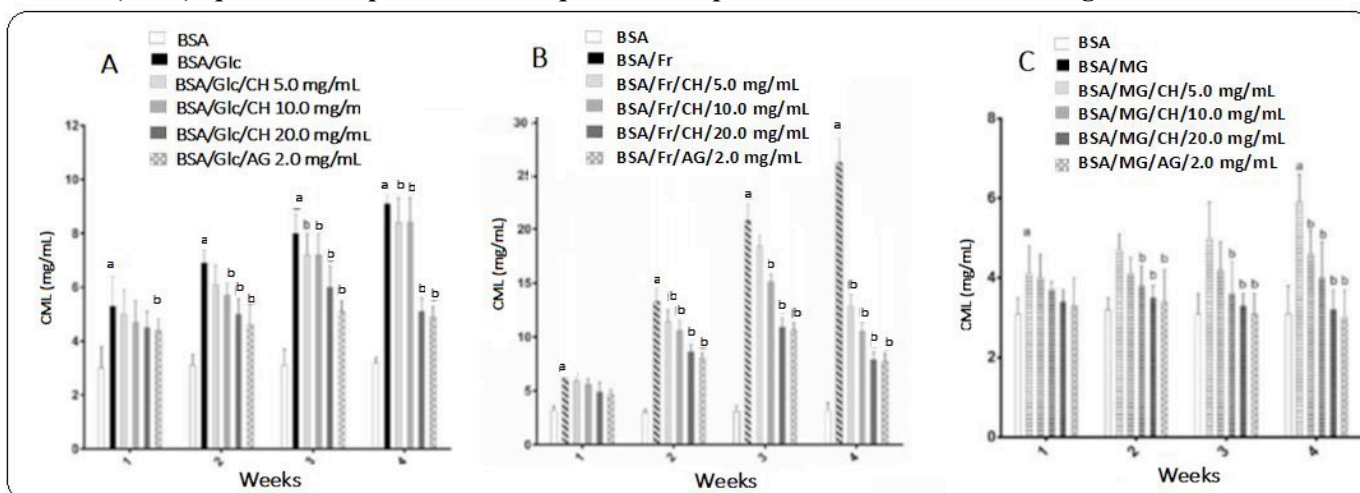 A
BSA
BSA/Glc
BSA/Glc/CH 5.0 mg/mL
BSA/Glc/CH 10.0 mg/m
BSA/Glc/CH 20.0 mg/mL
BSA/Glc/AG 2.0 mg/mL
CML (mg/mL)
12
10
8
6
4
2
0
a
b
a
b
b
b
a
b
b
b
b
a
b
b
b
b
1
2
3
4
Weeks
B
BSA
BSA/Fr
BSA/Fr/CH/5.0 mg/mL
BSA/Fr/CH/10.0 mg/mL
BSA/Fr/CH/20.0 mg/mL
BSA/Fr/AG/2.0 mg/mL
CML (mg/mL)
30
21
20
15
10
5
0
a
a
b
b
b
b
a
b
b
b
a
b
b
b
b
1
2
3
4
Weeks
C
BSA
BSA/MG
BSA/MG/CH/5.0 mg/mL
BSA/MG/CH/10.0 mg/mL
BSA/MG/CH/20.0 mg/mL
BSA/MG/AG/2.0 mg/mL
CML (mg/mL)
8
6
4
2
0
a
b
b
b
b
b
b
a
b
b
b
b
1
2
3
4
Weeks